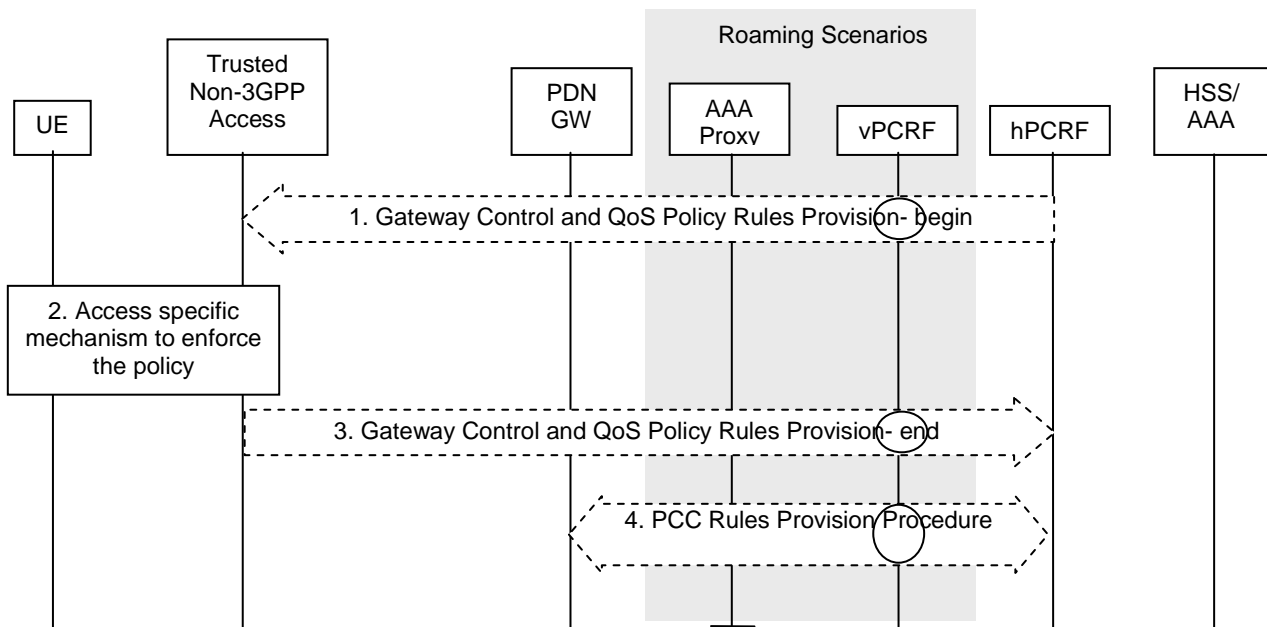 Roaming Scenarios
UE
Trusted
Non-3GPP
Access
PDN
GW
AAA
Proxy
vPCRF
hPCRF
HSS/
AAA
1. Gateway Control and QoS Policy Rules Provision- begin
2. Access specific
mechanism to enforce
the policy
3. Gateway Control and QoS Policy Rules Provision- end
4. PCC Rules Provision Procedure